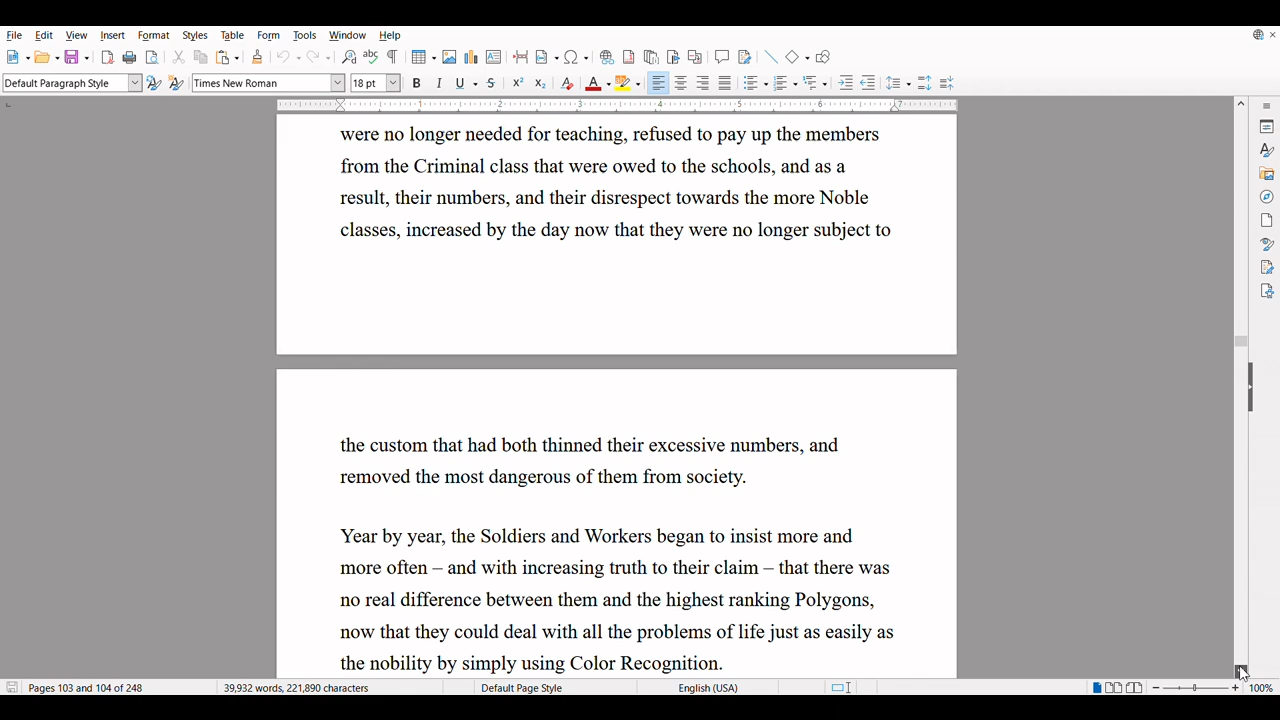 File Edit View Insert Format Styles Table Form Tools Window Help
Default Paragraph Style Times New Roman 18 pt
1 2 3 4 5 6 7
were no longer needed for teaching, refused to pay up the members
from the Criminal class that were owed to the schools, and as a
result, their numbers, and their disrespect towards the more Noble
classes, increased by the day now that they were no longer subject to
the custom that had both thinned their excessive numbers, and
removed the most dangerous of them from society.
Year by year, the Soldiers and Workers began to insist more and
more often – and with increasing truth to their claim – that there was
no real difference between them and the highest ranking Polygons,
now that they could deal with all the problems of life just as easily as
the nobility by simply using Color Recognition.
Pages 103 and 104 of 248 39,932 words, 221,890 characters Default Page Style English (USA) 100%